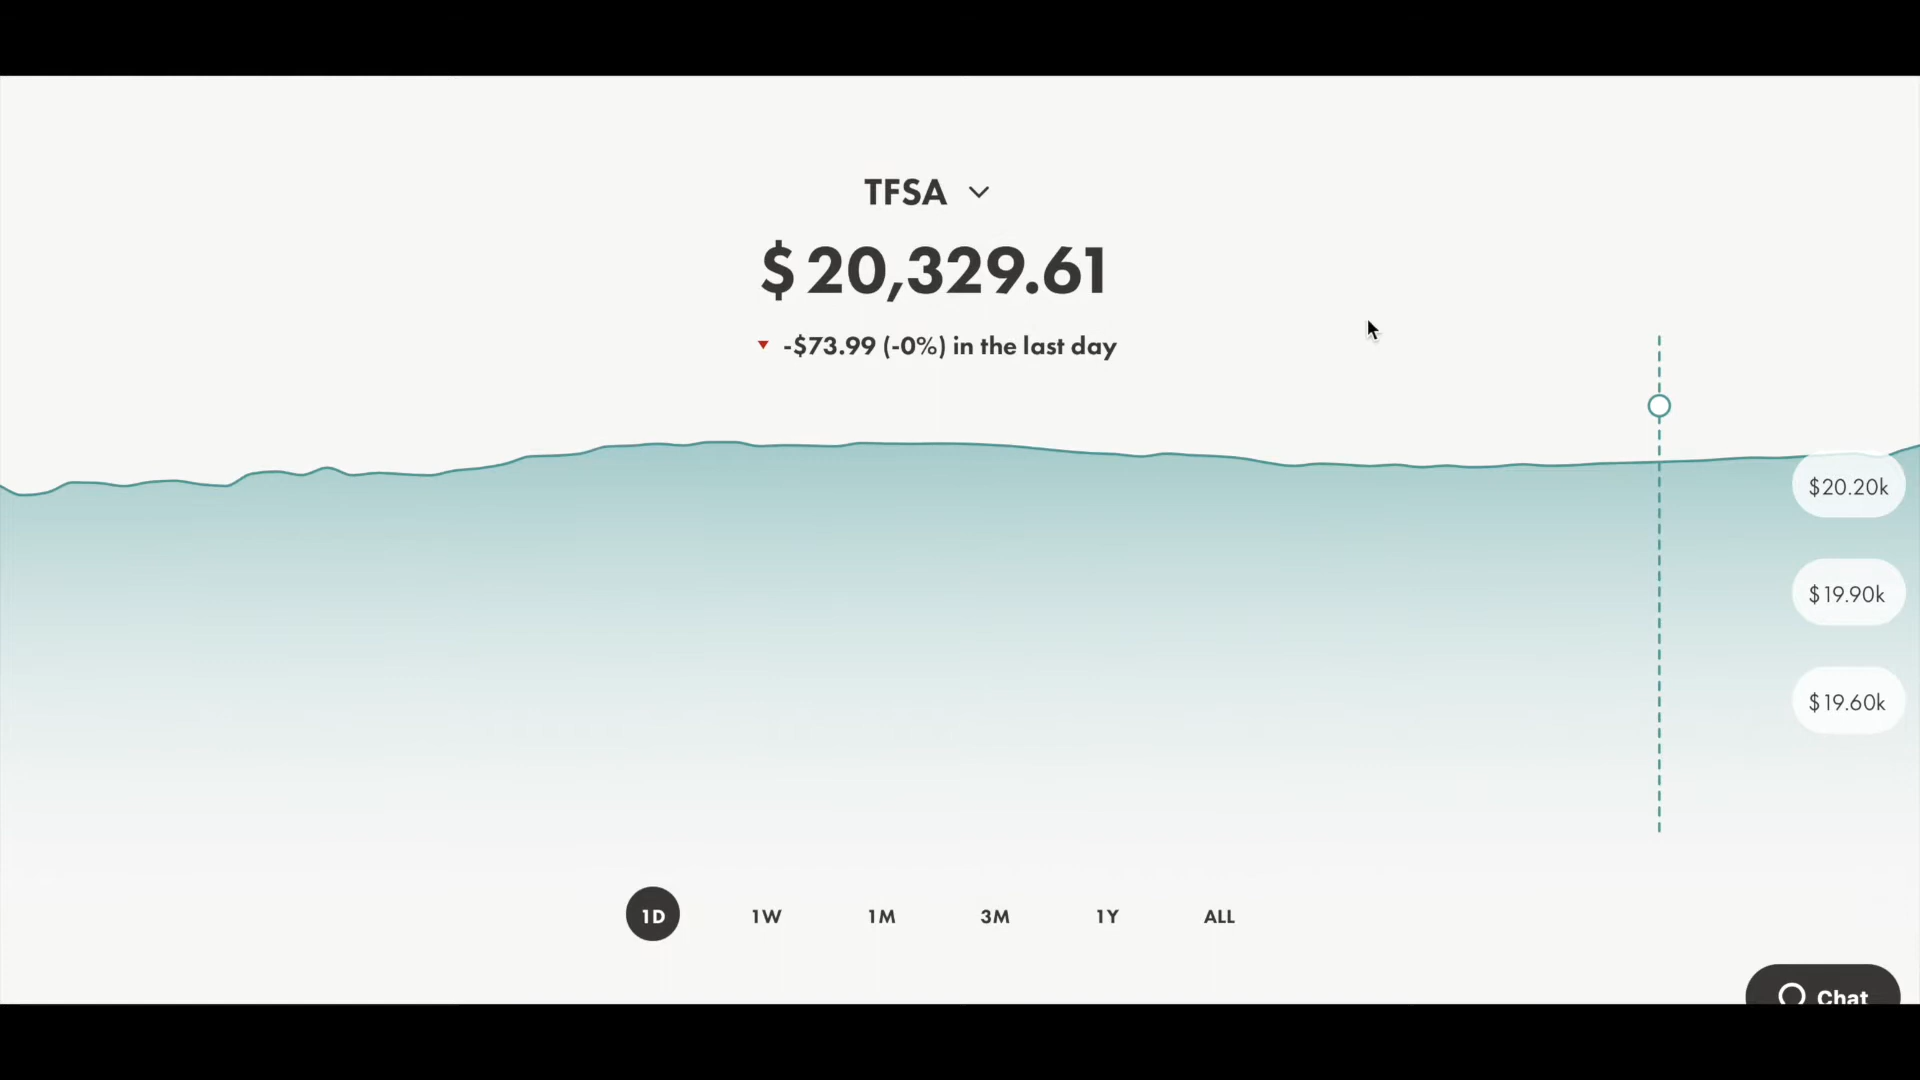 TFSA
$20,329.61
-$73.99 (-0%) in the last day
$20.20k
$19.90k
$19.60k
1D 1W 1M 3M 1Y ALL
Chat